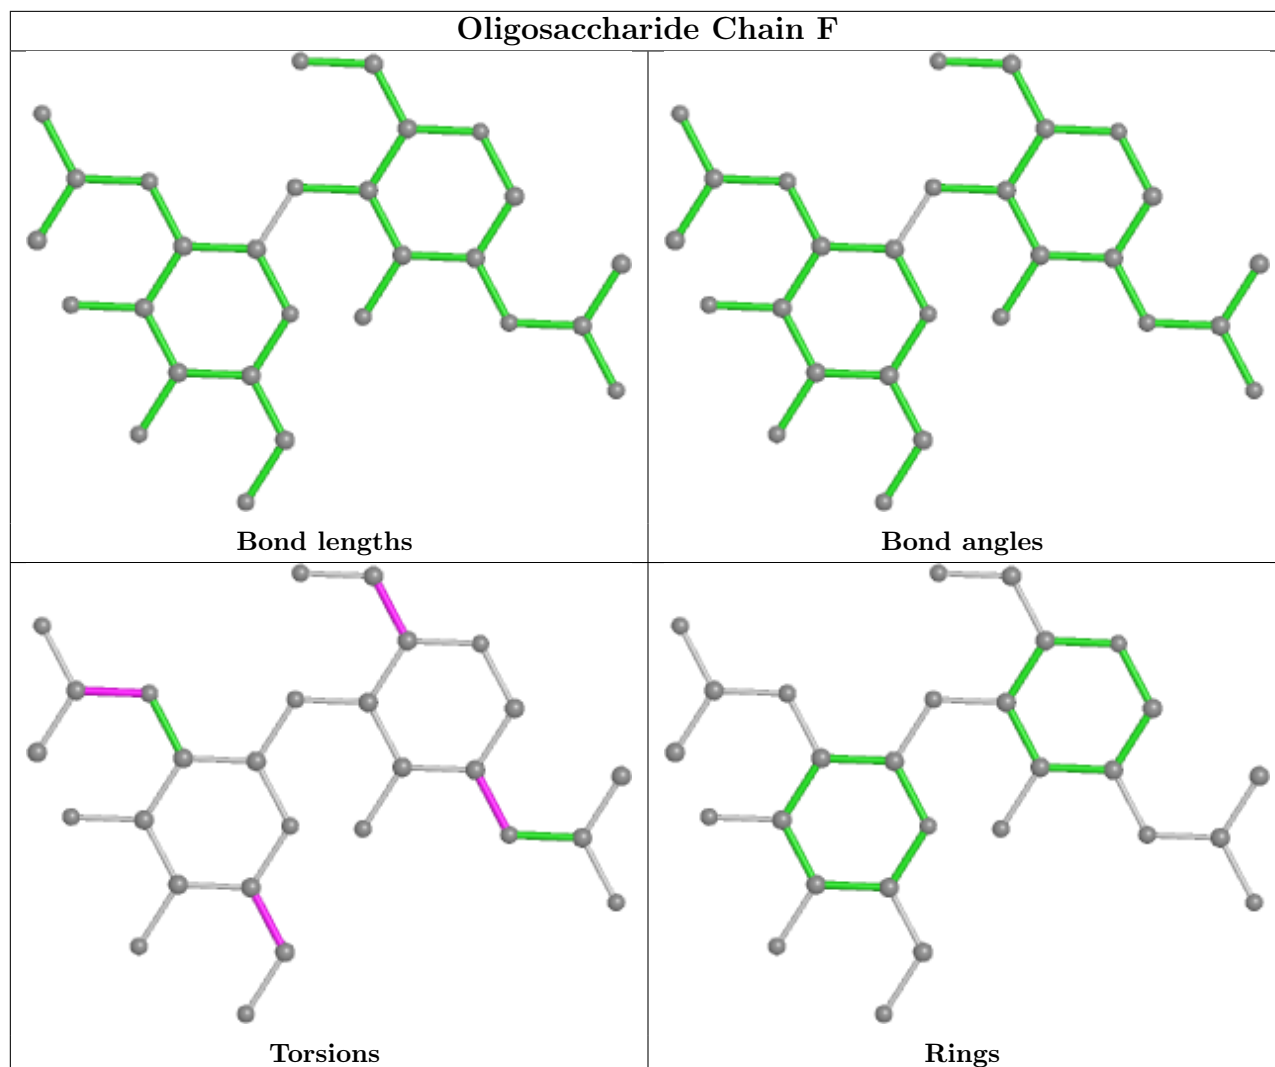 Oligosaccharide Chain F
Bond lengths
Bond angles
Torsions
Rings